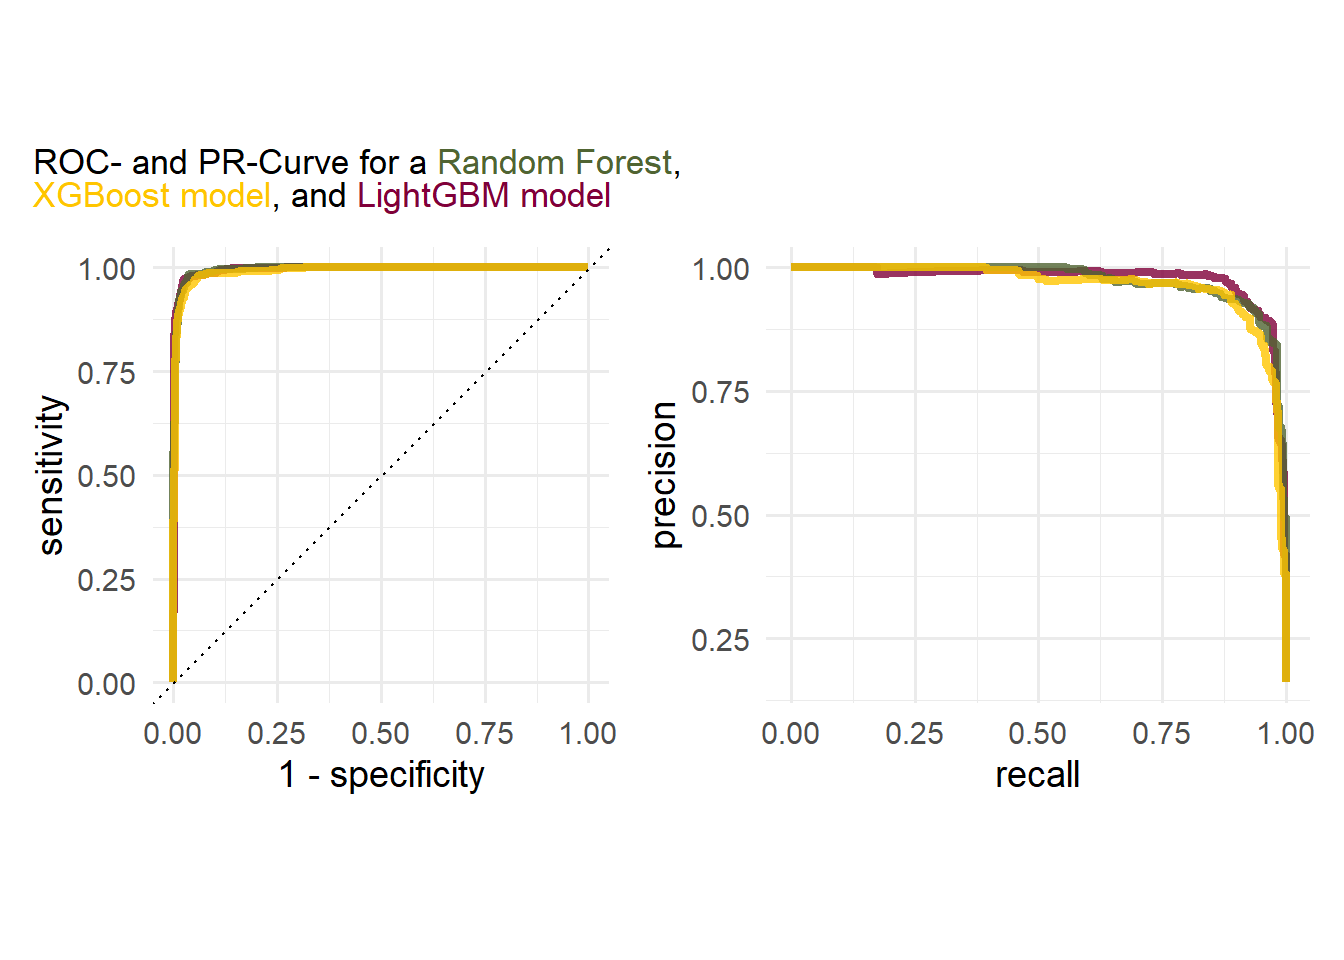 ROC- and PR-Curve for a Random Forest,
XGBoost model, and LightGBM model
sensitivity
1.00
0.75
0.50
0.25
0.00
0.00 0.25 0.50 0.75 1.00
1 - specificity
precision
1.00
0.75
0.50
0.25
0.00 0.25 0.50 0.75 1.00
recall